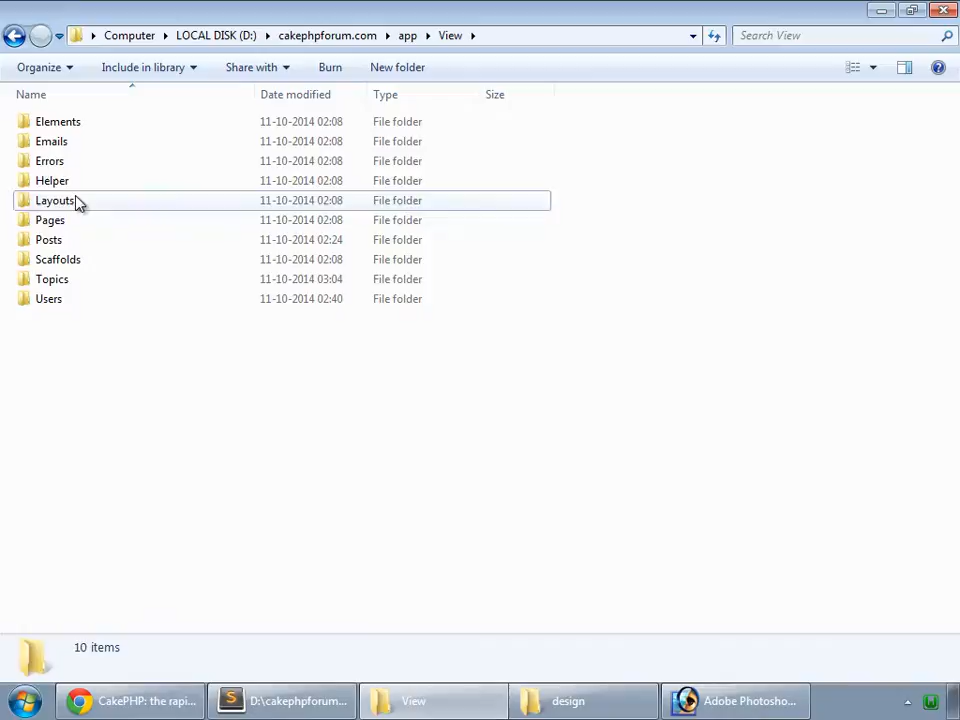 Computer LOCAL DISK (D:) cakephpforum.com app View Search View
Organize Include in library Share with Burn New folder
Name Date modified Type Size
Elements 11-10-2014 02:08 File folder
Emails 11-10-2014 02:08 File folder
Errors 11-10-2014 02:08 File folder
Helper 11-10-2014 02:08 File folder
Layouts 11-10-2014 02:08 File folder
Pages 11-10-2014 02:08 File folder
Posts 11-10-2014 02:24 File folder
Scaffolds 11-10-2014 02:08 File folder
Topics 11-10-2014 03:04 File folder
Users 11-10-2014 02:40 File folder
10 items
CakePHP: the rapi... D:\cakephpforum... View design Adobe Photosho...